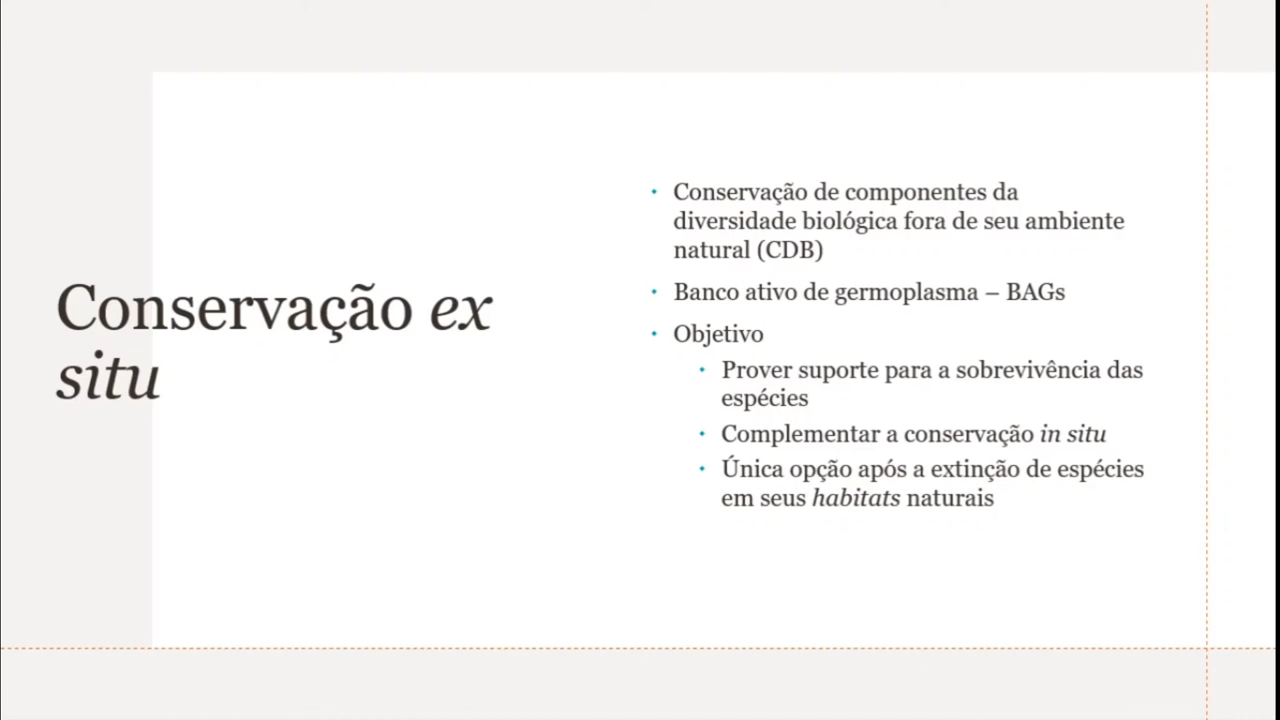 Conservação ex
situ
• Conservação de componentes da
diversidade biológica fora de seu ambiente
natural (CDB)
• Banco ativo de germoplasma – BAGs
• Objetivo
• Prover suporte para a sobrevivência das
espécies
• Complementar a conservação in situ
• Única opção após a extinção de espécies
em seus habitats naturais